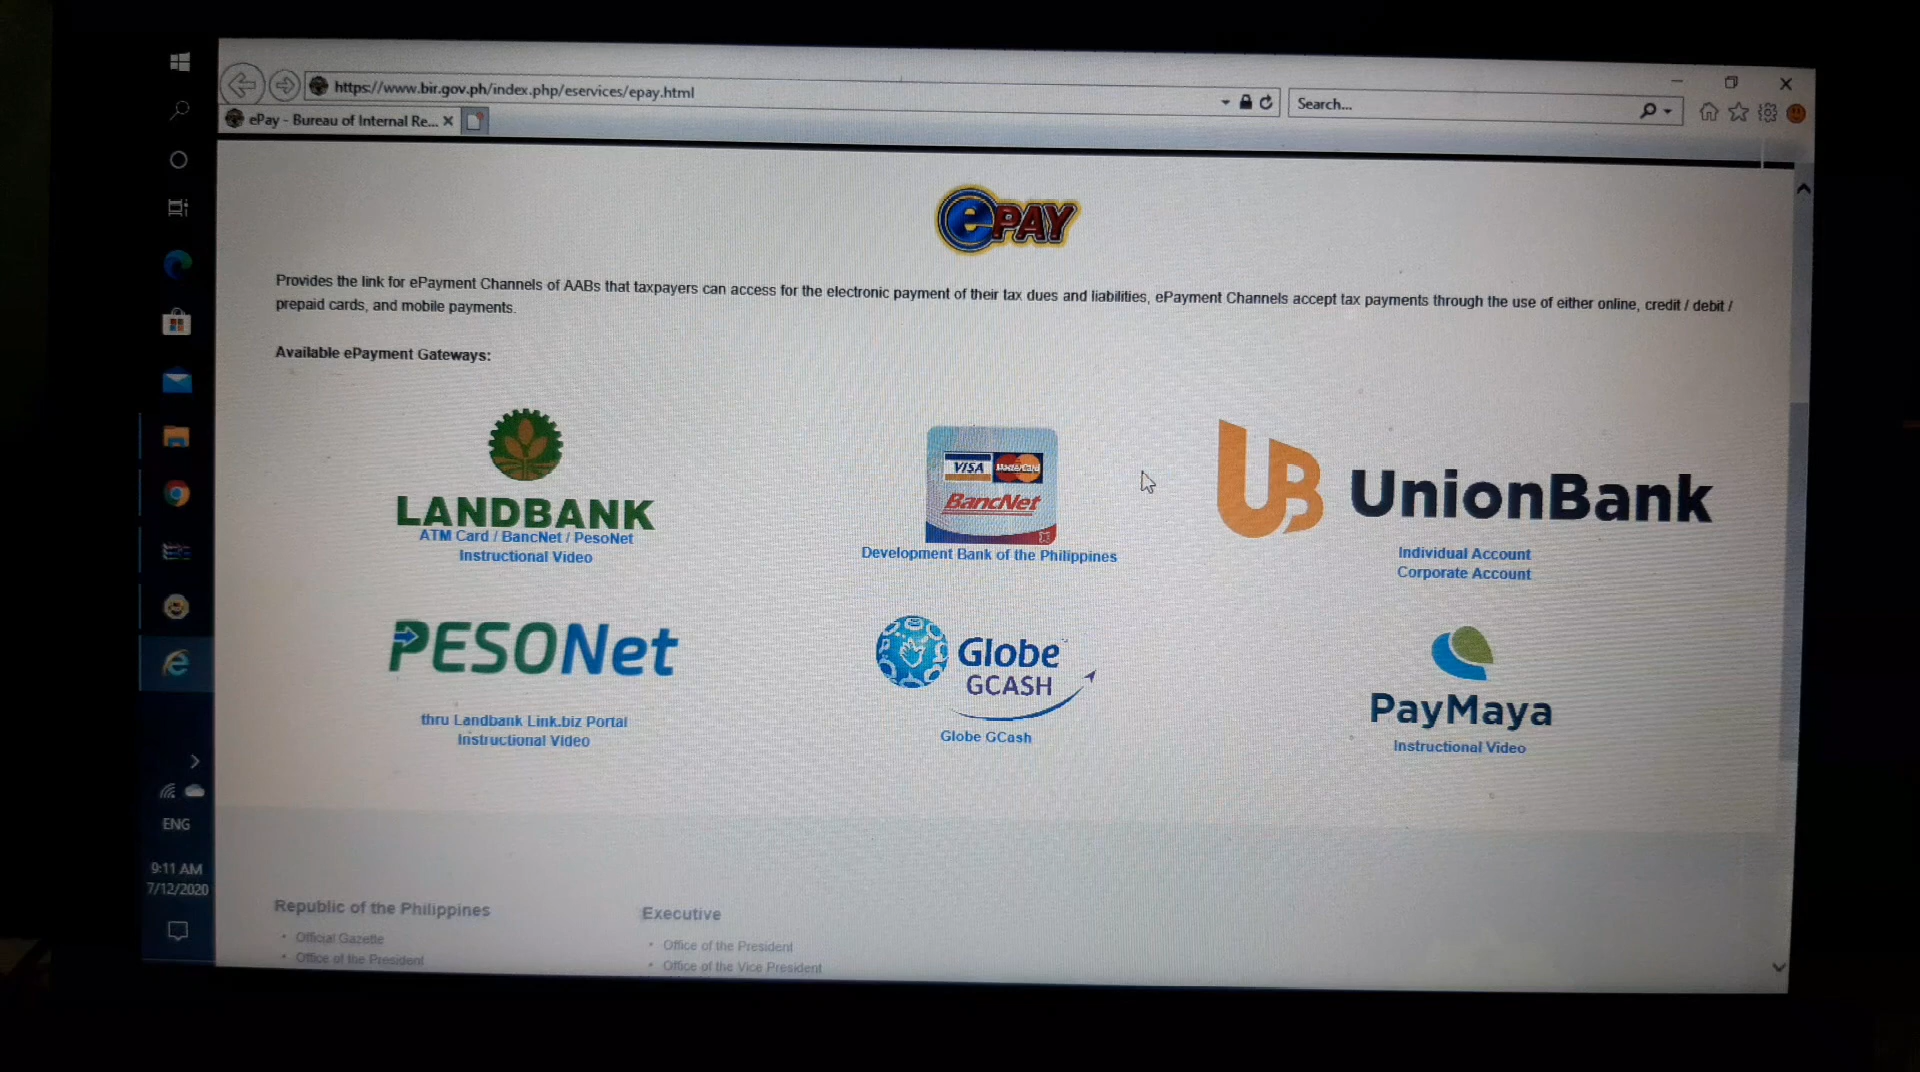 https://www.bir.gov.ph/index.php/eservices/epay.html
Search...
ePay - Bureau of Internal Re...
ePAY
Provides the link for ePayment Channels of AABs that taxpayers can access for the electronic payment of their tax dues and liabilities, ePayment Channels accept tax payments through the use of either online, credit / debit /
prepaid cards, and mobile payments.
Available ePayment Gateways:
LANDBANK
ATM Card / BancNet / PesoNet
Instructional Video
VISA MasterCard
BancNet
Development Bank of the Philippines
UB UnionBank
Individual Account
Corporate Account
PESONet
thru Landbank Link.biz Portal
Instructional Video
Globe
GCASH
Globe GCash
PayMaya
Instructional Video
ENG
9:11 AM
7/12/2020
Republic of the Philippines
Official Gazette
Office of the President
Executive
Office of the President
Office of the Vice President